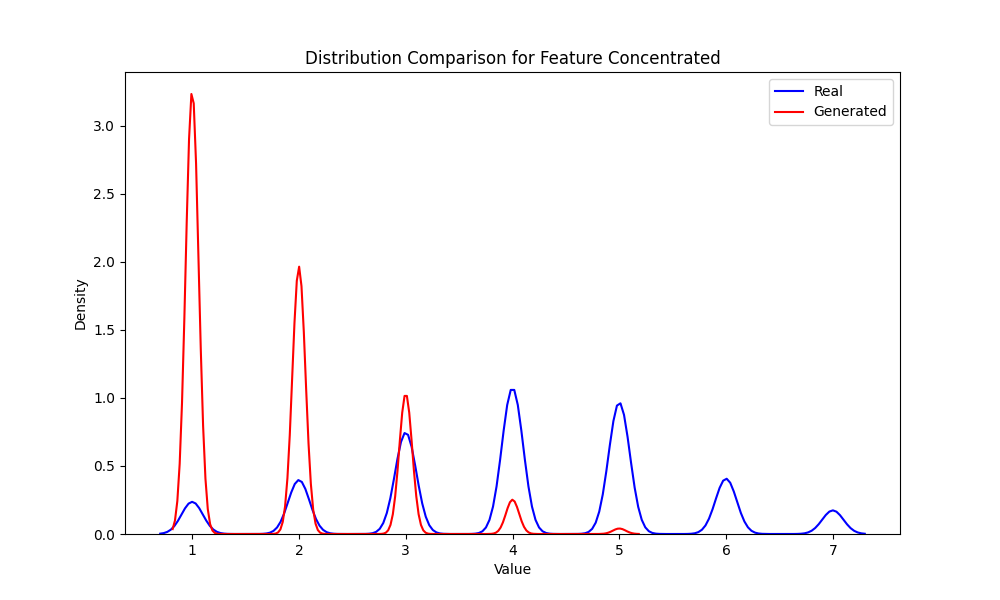 Distribution Comparison for Feature Concentrated
Real
Generated
3.0
2.5
2.0
1.5
1.0
0.5
0.0
Density
1 2 3 4 5 6 7
Value